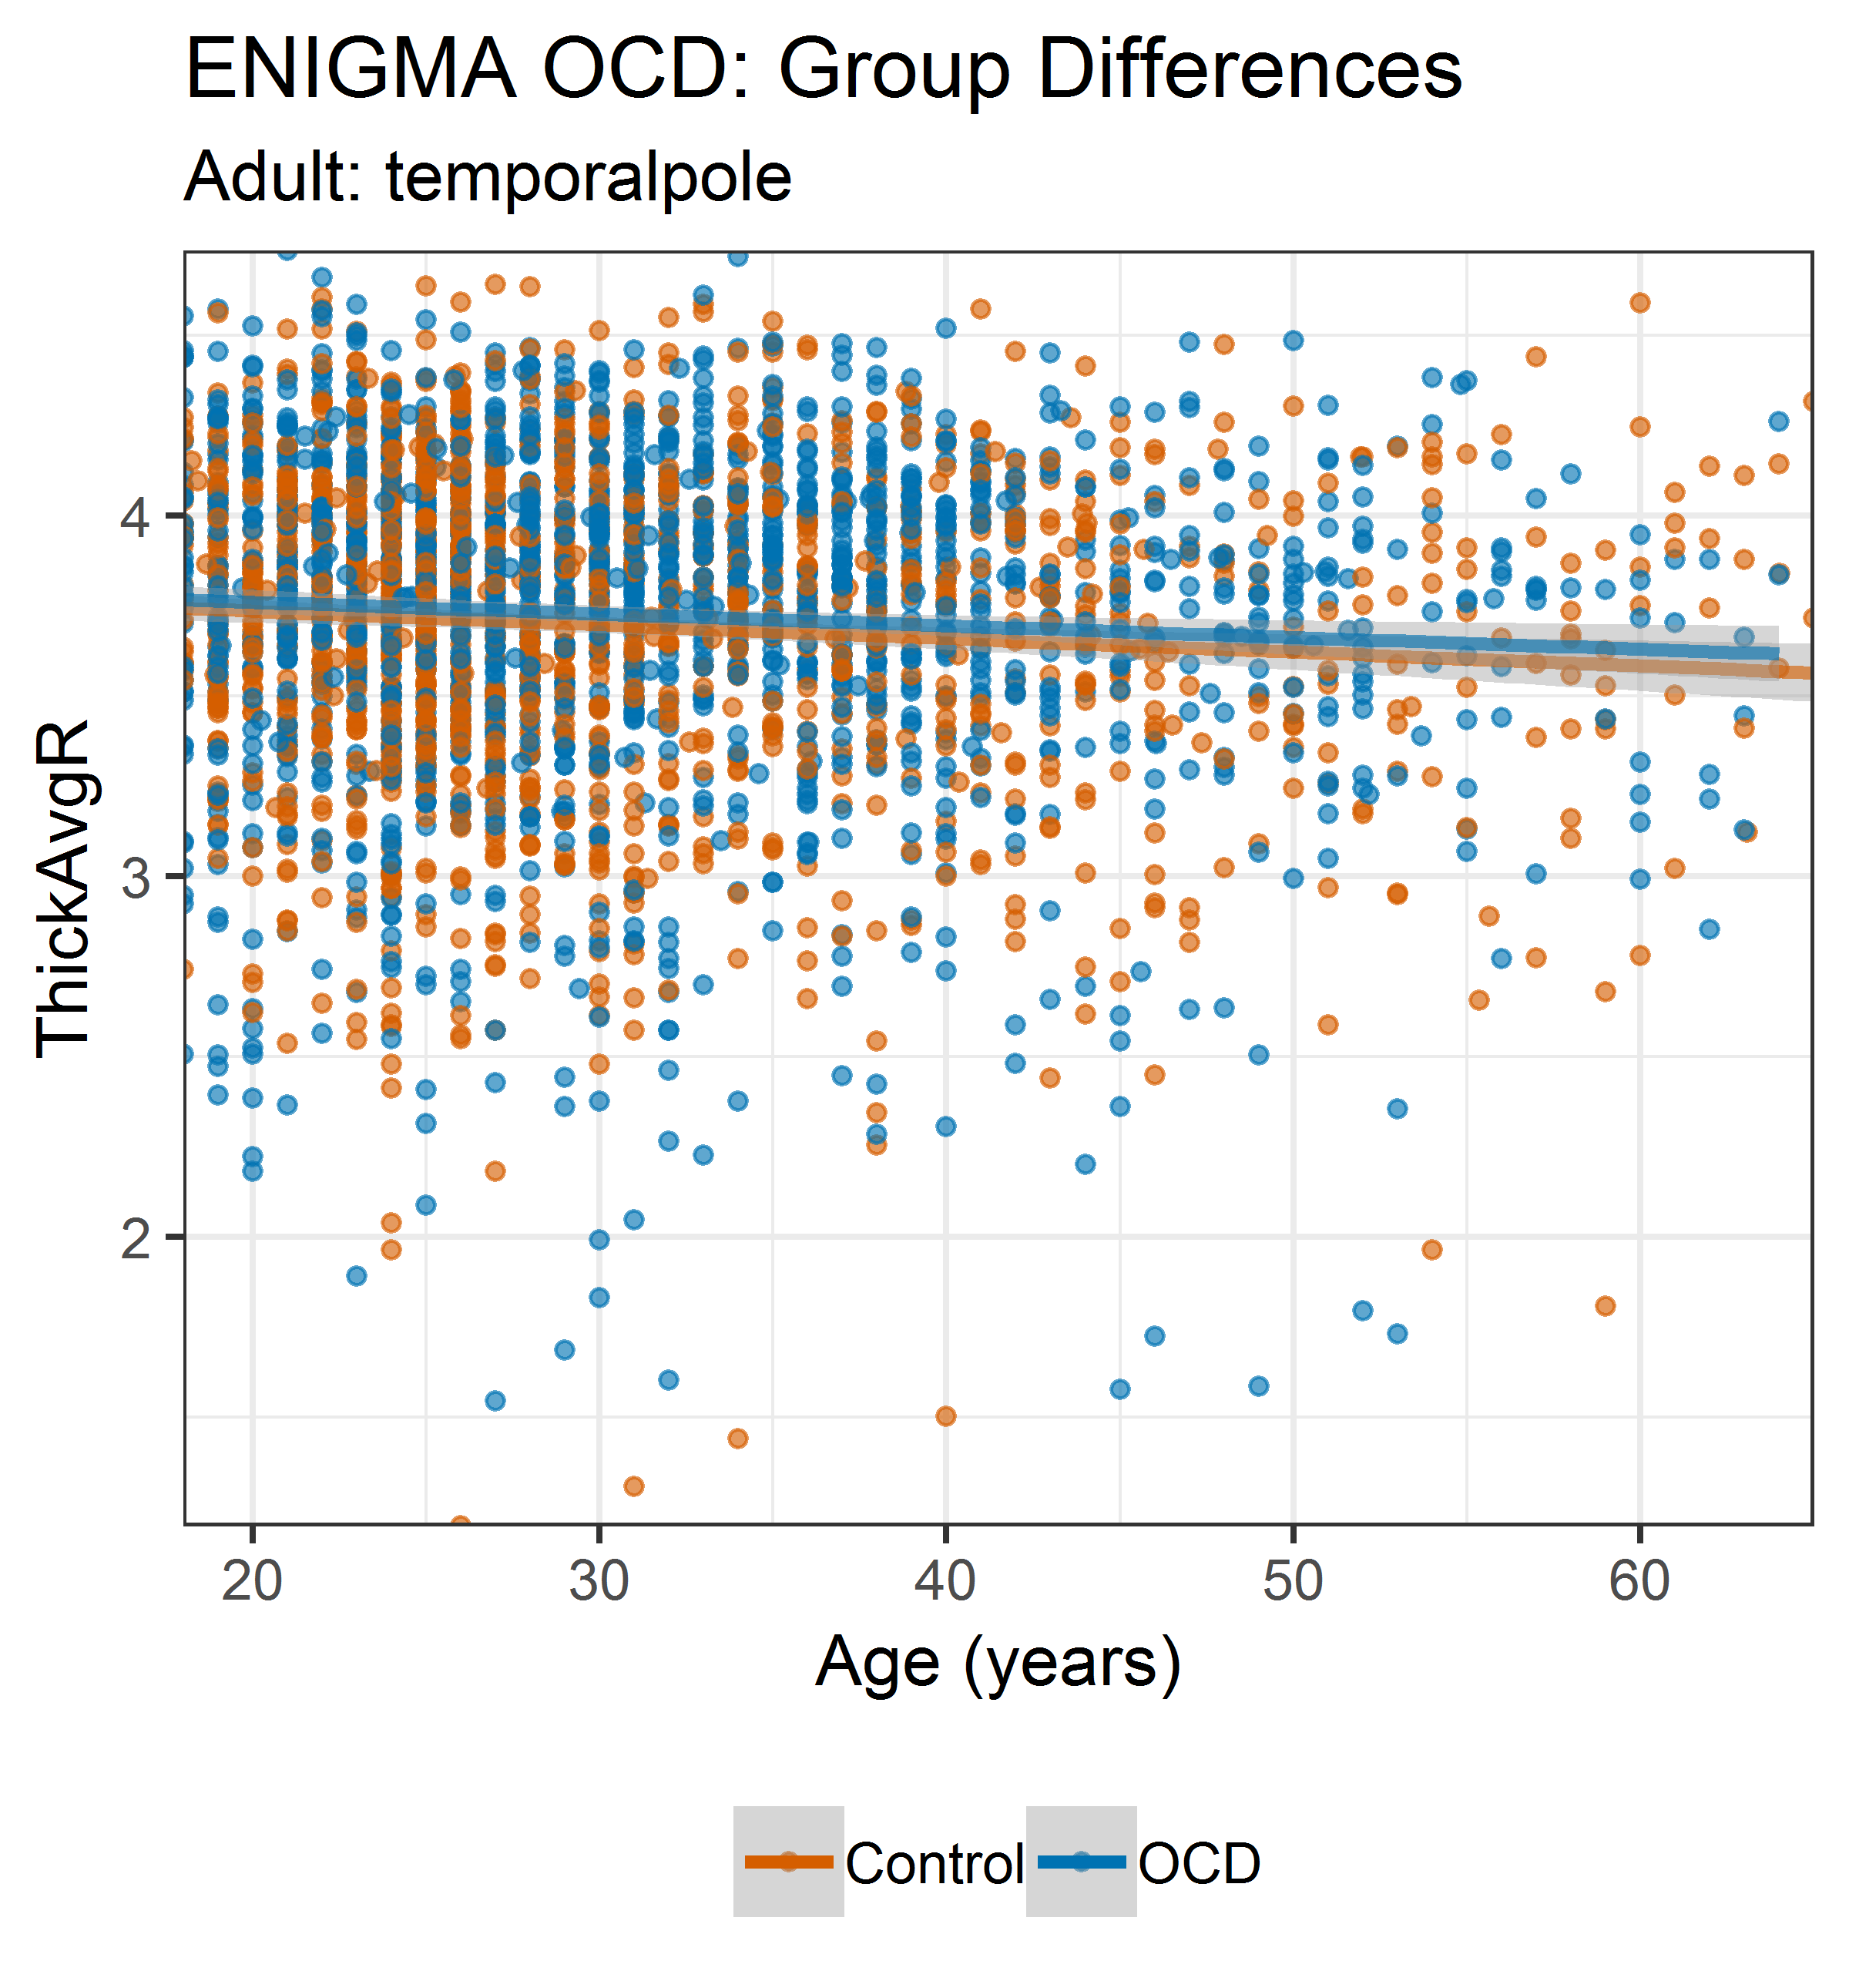 ENIGMA OCD: Group Differences
Adult: temporalpole
ThickAvgR
4
3
2
20 30 40 50 60
Age (years)
Control OCD